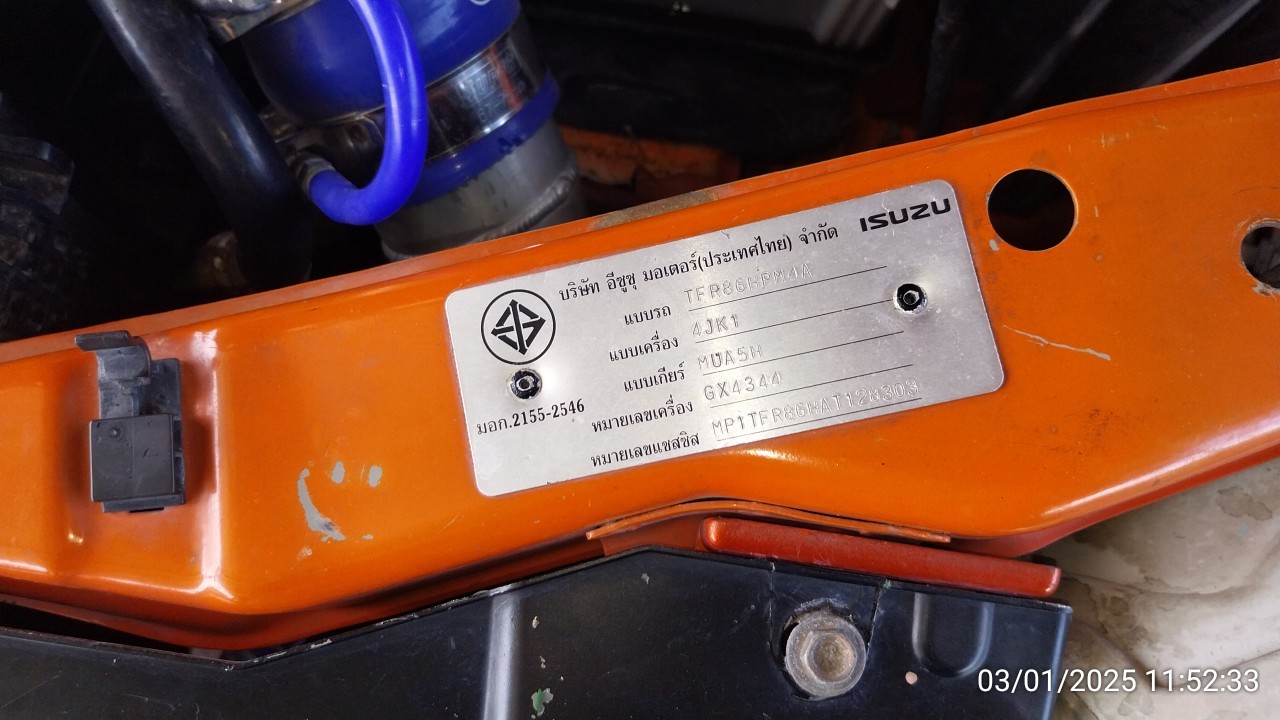 ISUZU
บริษัท อีซูซุ มอเตอร์(ประเทศไทย) จำกัด
แบบรถ TFR86HPM4A
แบบเครื่อง 4JK1
แบบเกียร์ MUA5H
หมายเลขเครื่อง GX4344
หมายเลขแชสซิส
มอก.2155-2546
03/01/2025 11:52:33